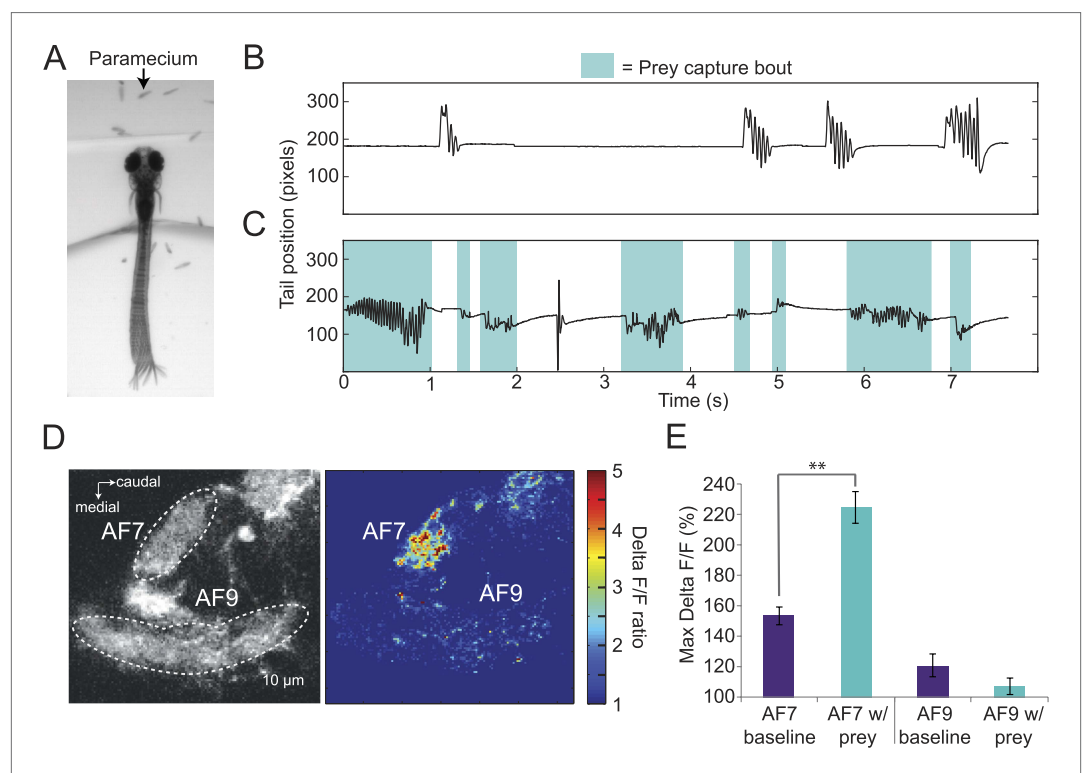 A
Paramecium
B
= Prey capture bout
300
200
100
C
Tail position (pixels)
300
200
100
0 1 2 3 4 5 6 7
Time (s)
D
caudal
medial
AF7
AF9
10 µm
AF7
AF9
5
4
3
2
1
Delta F/F ratio
E
**
Max Delta F/F (%)
240
220
200
180
160
140
120
100
AF7 baseline
AF7 w/ prey
AF9 baseline
AF9 w/ prey